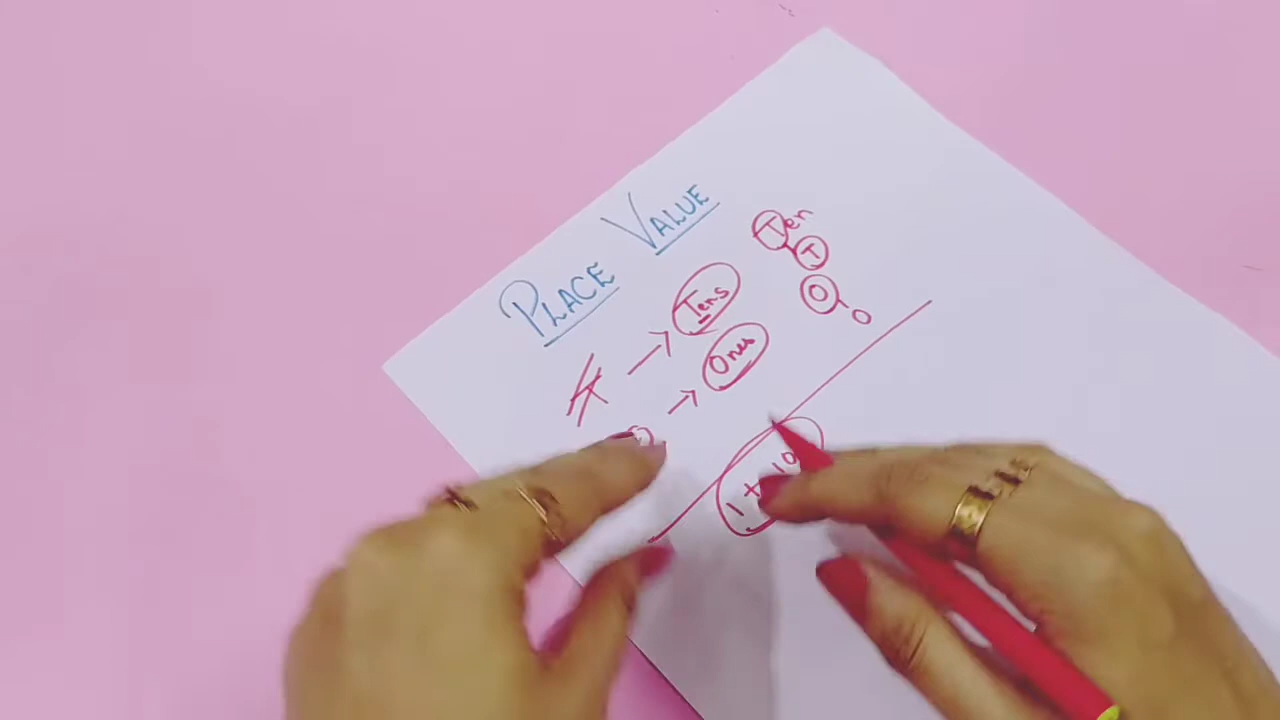 PLACE VALUE
T → Tens
→ Ones
Ten
T
O
O